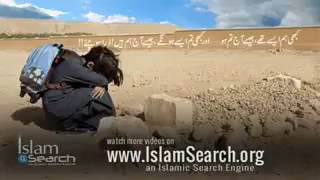 کبھی ہم ایسے تھے، جیسے آج تم ہو اور کبھی تم ایسے ہو گے، جیسے آج ہم ہیں
watch more videos on
www.IslamSearch.org
an Islamic Search Engine
Islam
Search